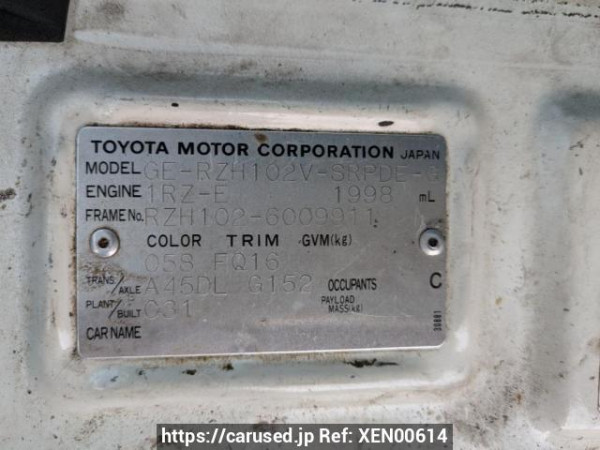 TOYOTA MOTOR CORPORATION JAPAN
MODEL GE-RZH102V-SRPDE-
ENGINE 1RZ-E 1998 mL
FRAME No. RZH102-6009911
COLOR TRIM GVM(kg)
058 FQ16
TRANS./AXLE A45DL G152 OCCUPANTS C
PLANT/BUILT C31 PAYLOAD MASS(kg)
CAR NAME
https://carused.jp Ref: XEN00614